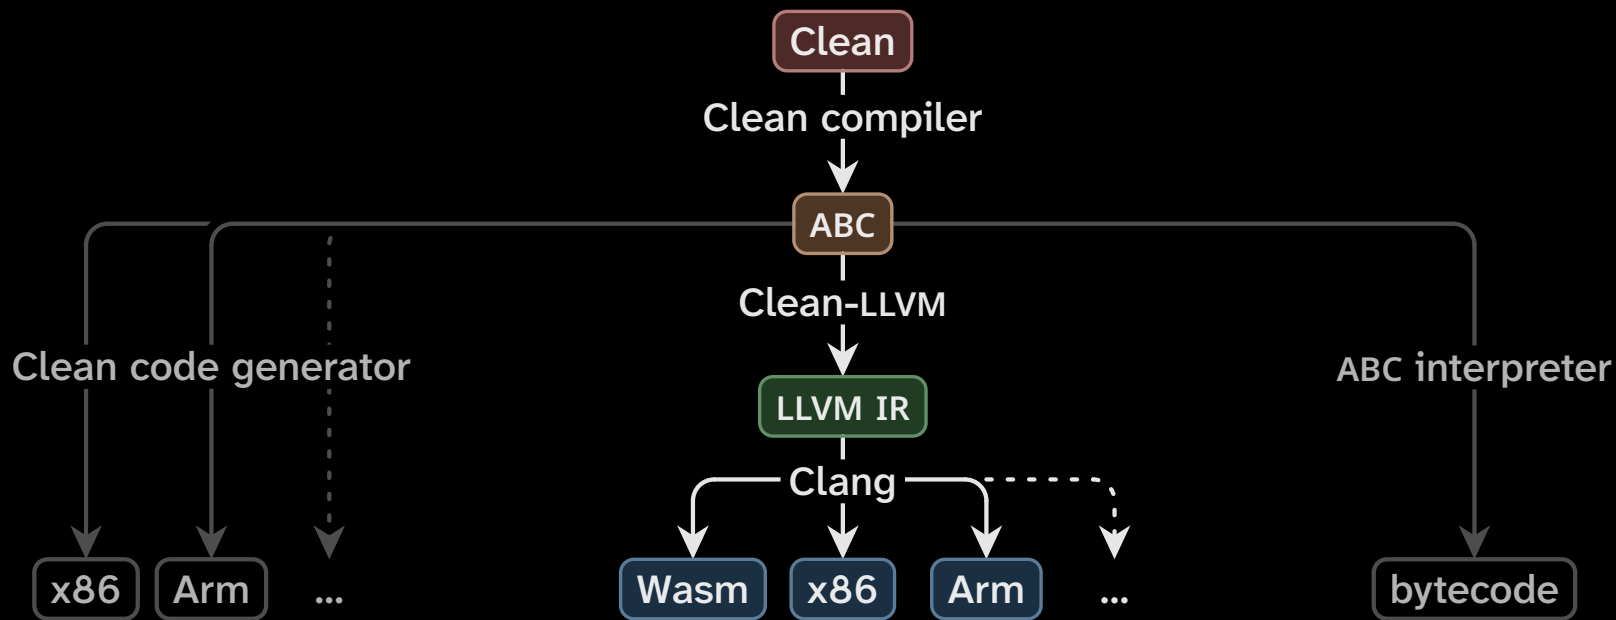 Clean
Clean compiler
ABC
Clean-LLVM
Clean code generator
ABC interpreter
LLVM IR
Clang
x86
Arm
...
Wasm
x86
Arm
...
bytecode